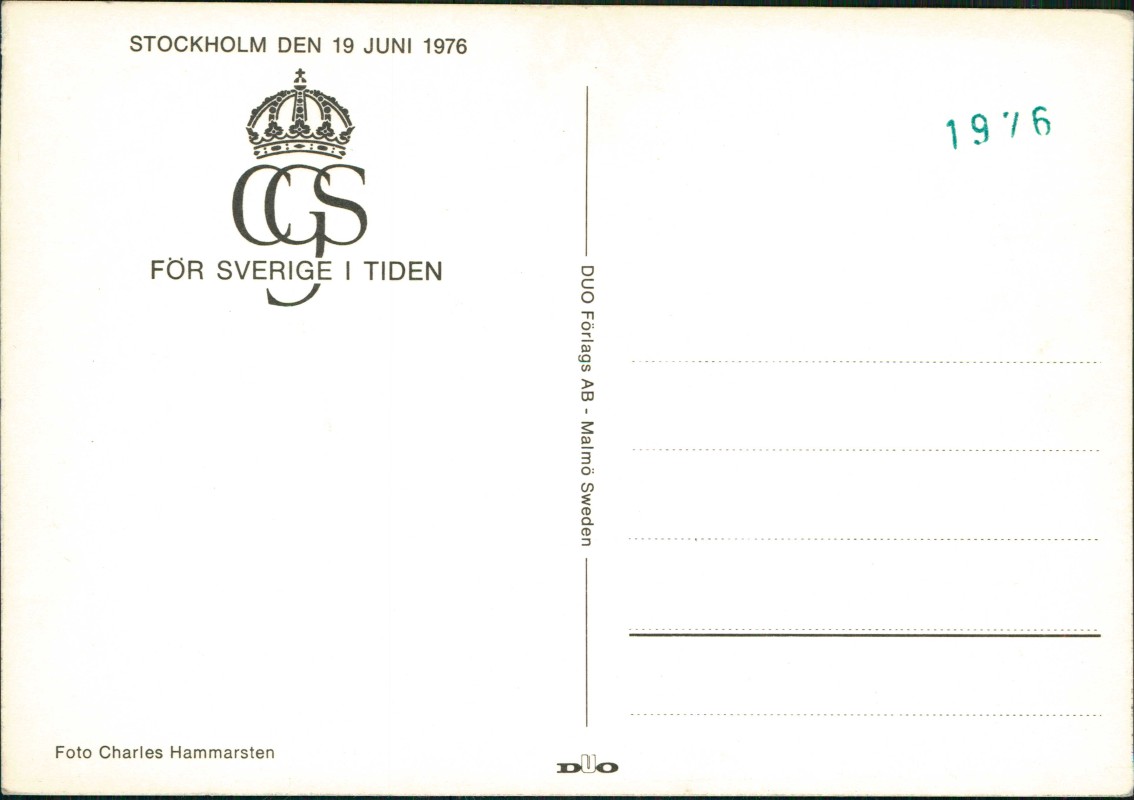 STOCKHOLM DEN 19 JUNI 1976
CGS
FÖR SVERIGE I TIDEN
Foto Charles Hammarsten
DUO Förlags AB - Malmö Sweden
DUO
1976